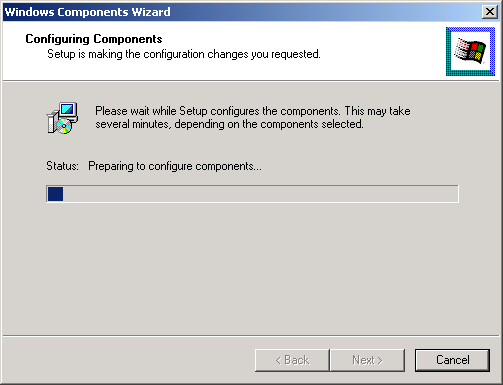 Windows Components Wizard
Configuring Components
Setup is making the configuration changes you requested.
Please wait while Setup configures the components. This may take
several minutes, depending on the components selected.
Status: Preparing to configure components...
< Back Next > Cancel